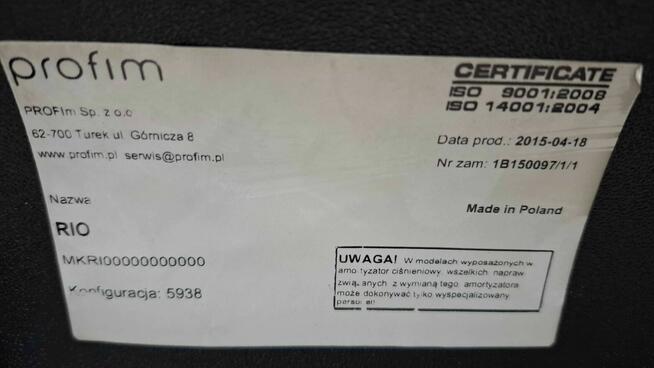 profim
PROFIm Sp. z o.o
62-700 Turek ul. Górnicza 8
www.profim.pl serwis@profim.pl
Nazwa
RIO
MKRI00000000000
Konfiguracja: 5938
CERTIFICATE
ISO 9001:2008
ISO 14001:2004
Data prod.: 2015-04-18
Nr zam: 1B150097/1/1
Made in Poland
UWAGA! W modelach wyposażonych w
amortyzator ciśnieniowy, wszelkich napraw
związanych z wymianą tego amortyzatora
może dokonywać tylko wyspecjalizowany
personel!